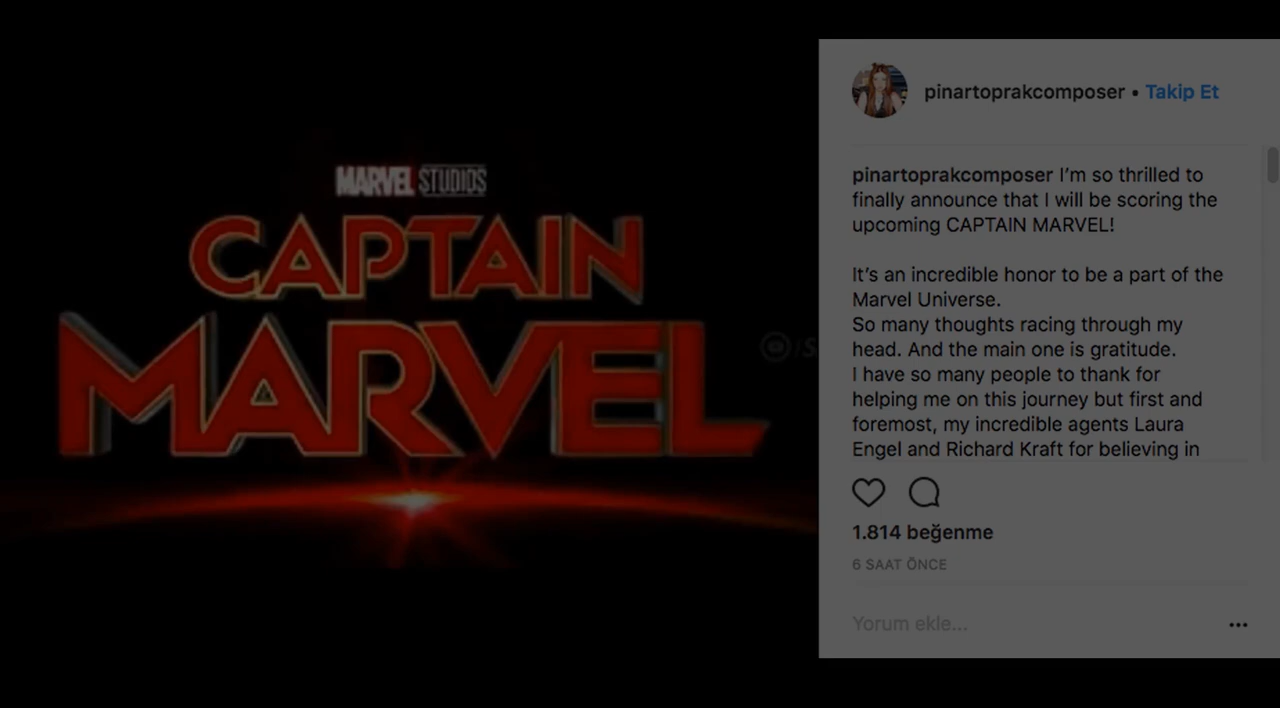 MARVEL STUDIOS
CAPTAIN
MARVEL
pinartoprakcomposer • Takip Et
pinartoprakcomposer I'm so thrilled to
finally announce that I will be scoring the
upcoming CAPTAIN MARVEL!
It's an incredible honor to be a part of the
Marvel Universe.
So many thoughts racing through my
head. And the main one is gratitude.
I have so many people to thank for
helping me on this journey but first and
foremost, my incredible agents Laura
Engel and Richard Kraft for believing in
1.814 beğenme
6 SAAT ÖNCE
Yorum ekle...